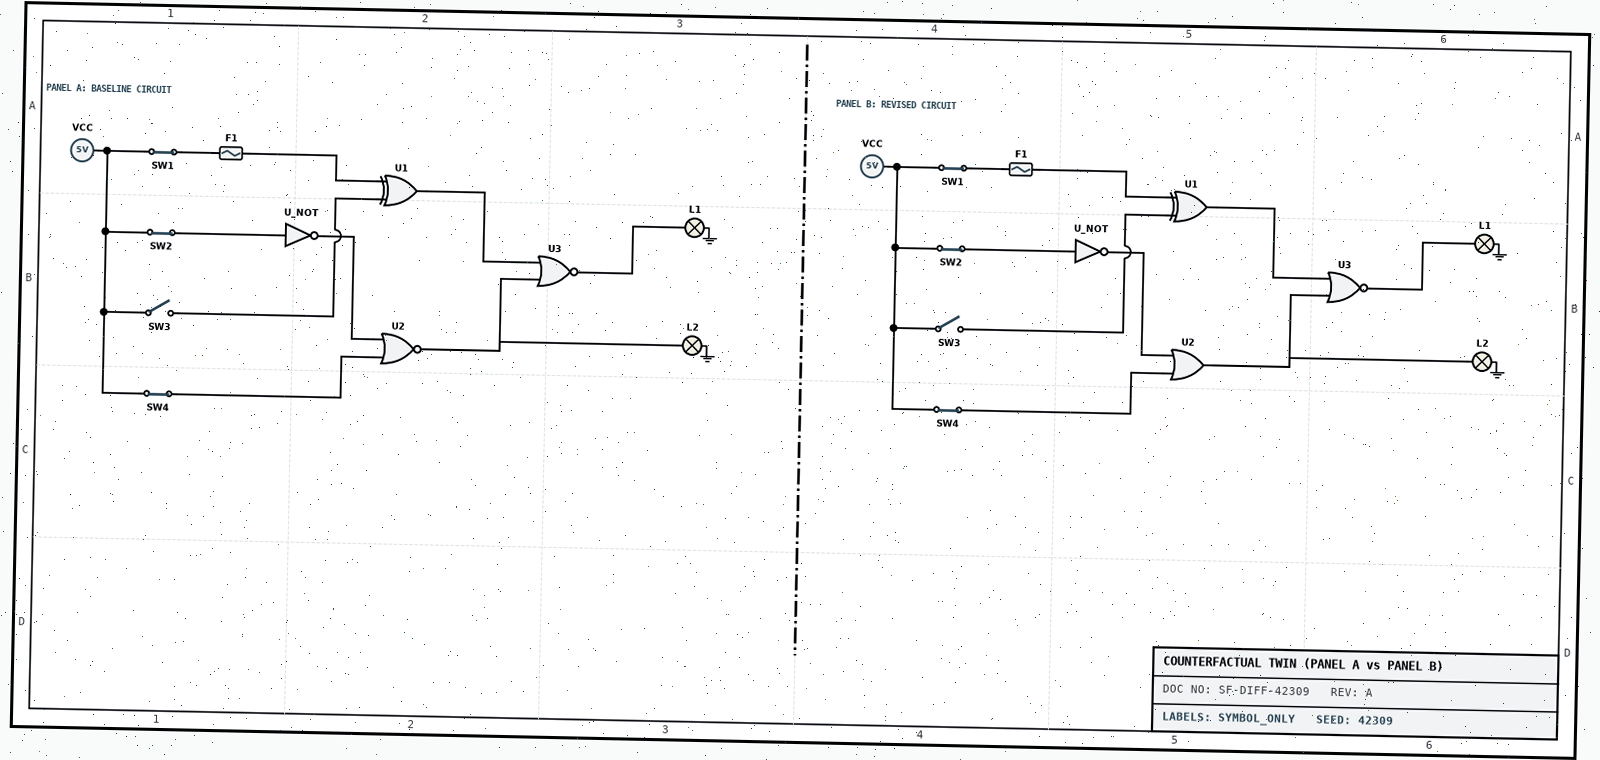 1 2 3 4 5 6
PANEL A: BASELINE CIRCUIT
PANEL B: REVISED CIRCUIT
A A
VCC
5V
SW1
F1
U1
SW2
U_NOT
U3
L1
B
SW3
U2
L2
SW4
VCC
5V
SW1
F1
U1
SW2
U_NOT
U3
L1
B
SW3
U2
L2
SW4
C C
D D
COUNTERFACTUAL TWIN (PANEL A vs PANEL B)
DOC NO: SF-DIFF-42309 REV: A
LABELS: SYMBOL_ONLY SEED: 42309
1 2 3 4 5 6